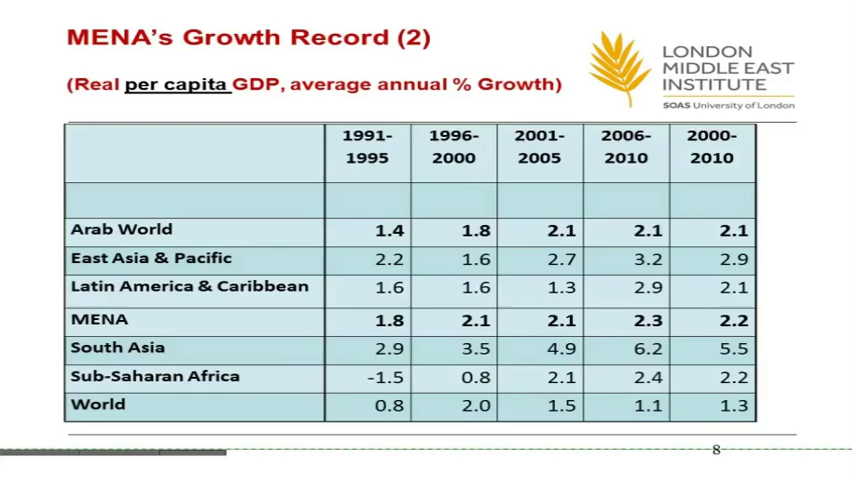 MENA's Growth Record (2)
(Real per capita GDP, average annual % Growth)
LONDON
MIDDLE EAST
INSTITUTE
SOAS University of London
1991-1995 1996-2000 2001-2005 2006-2010 2000-2010
Arab World 1.4 1.8 2.1 2.1 2.1
East Asia & Pacific 2.2 1.6 2.7 3.2 2.9
Latin America & Caribbean 1.6 1.6 1.3 2.9 2.1
MENA 1.8 2.1 2.1 2.3 2.2
South Asia 2.9 3.5 4.9 6.2 5.5
Sub-Saharan Africa -1.5 0.8 2.1 2.4 2.2
World 0.8 2.0 1.5 1.1 1.3
8